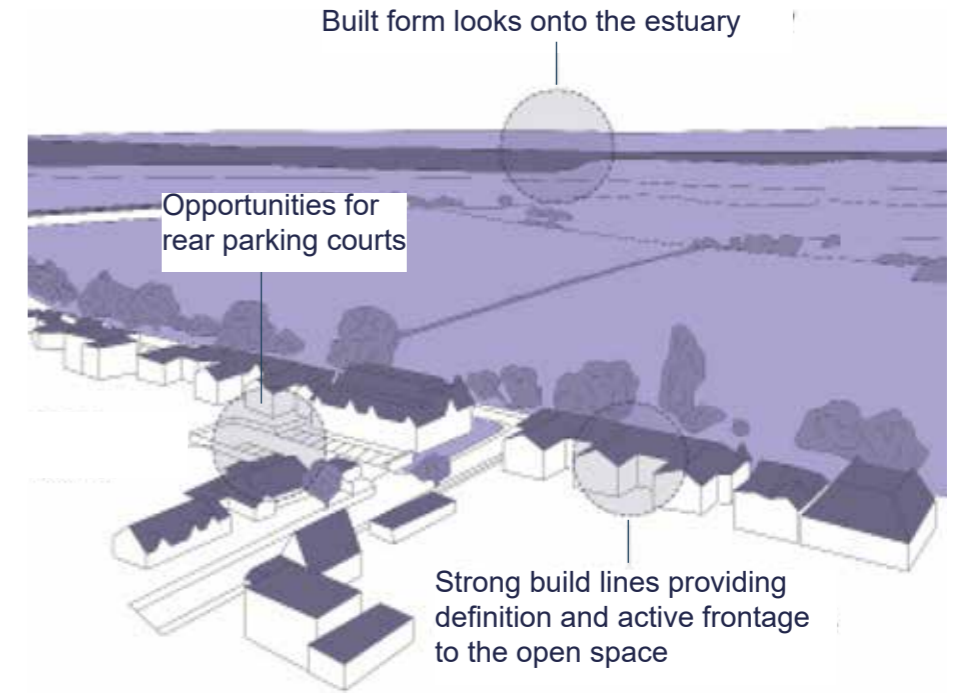 Built form looks onto the estuary
Opportunities for
rear parking courts
Strong build lines providing
definition and active frontage
to the open space